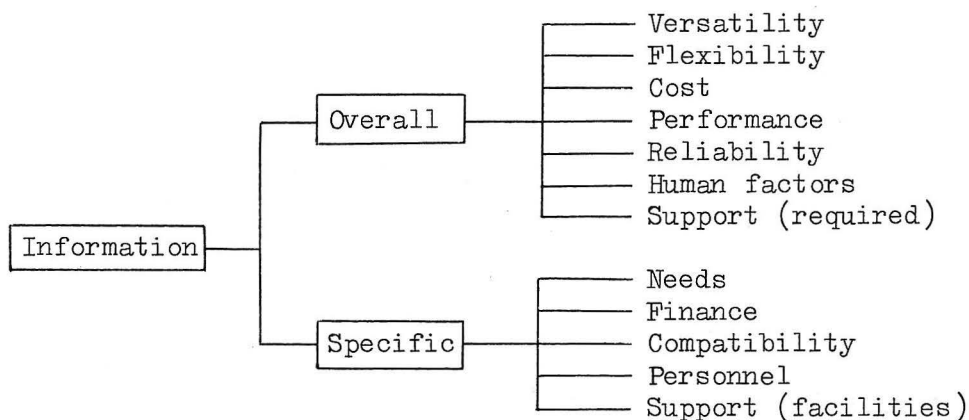 Versatility
Flexibility
Cost
Overall
Performance
Reliability
Human factors
Support (required)
Information
Needs
Finance
Specific
Compatibility
Personnel
Support (facilities)